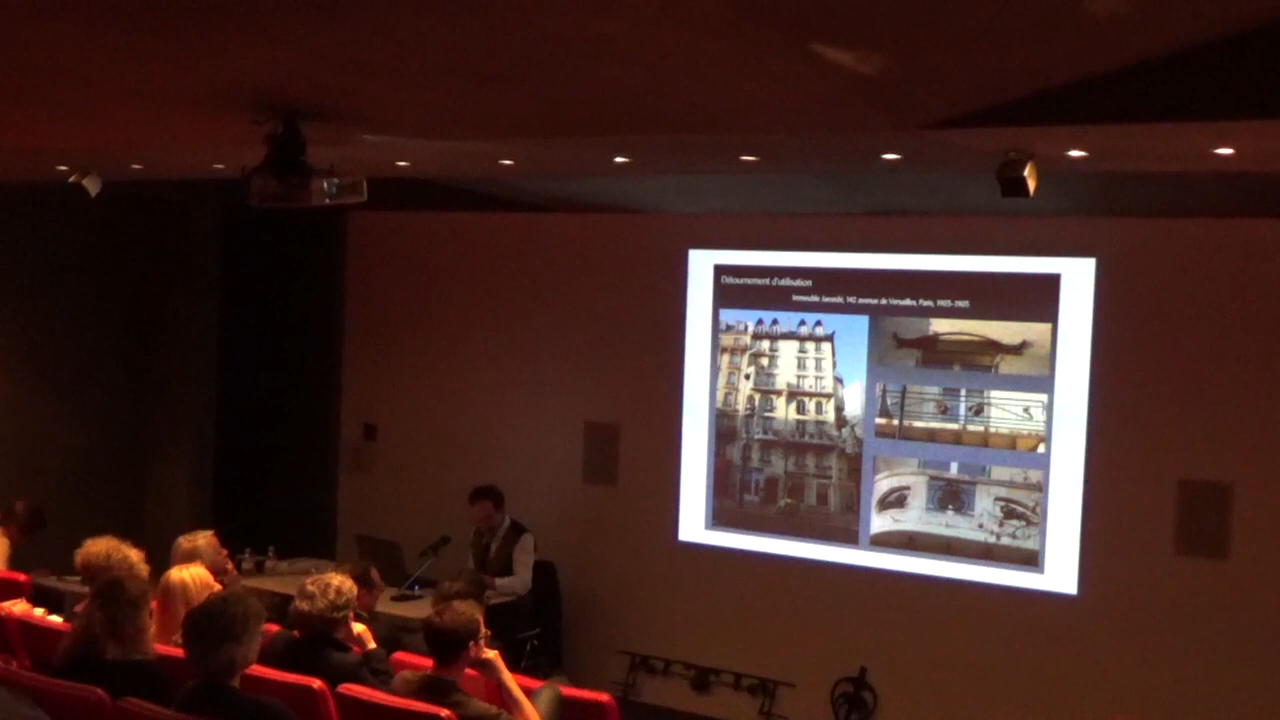 Détournement d'utilisation
Immeuble Jassedé, 142 avenue de Versailles, Paris, 1903-1905